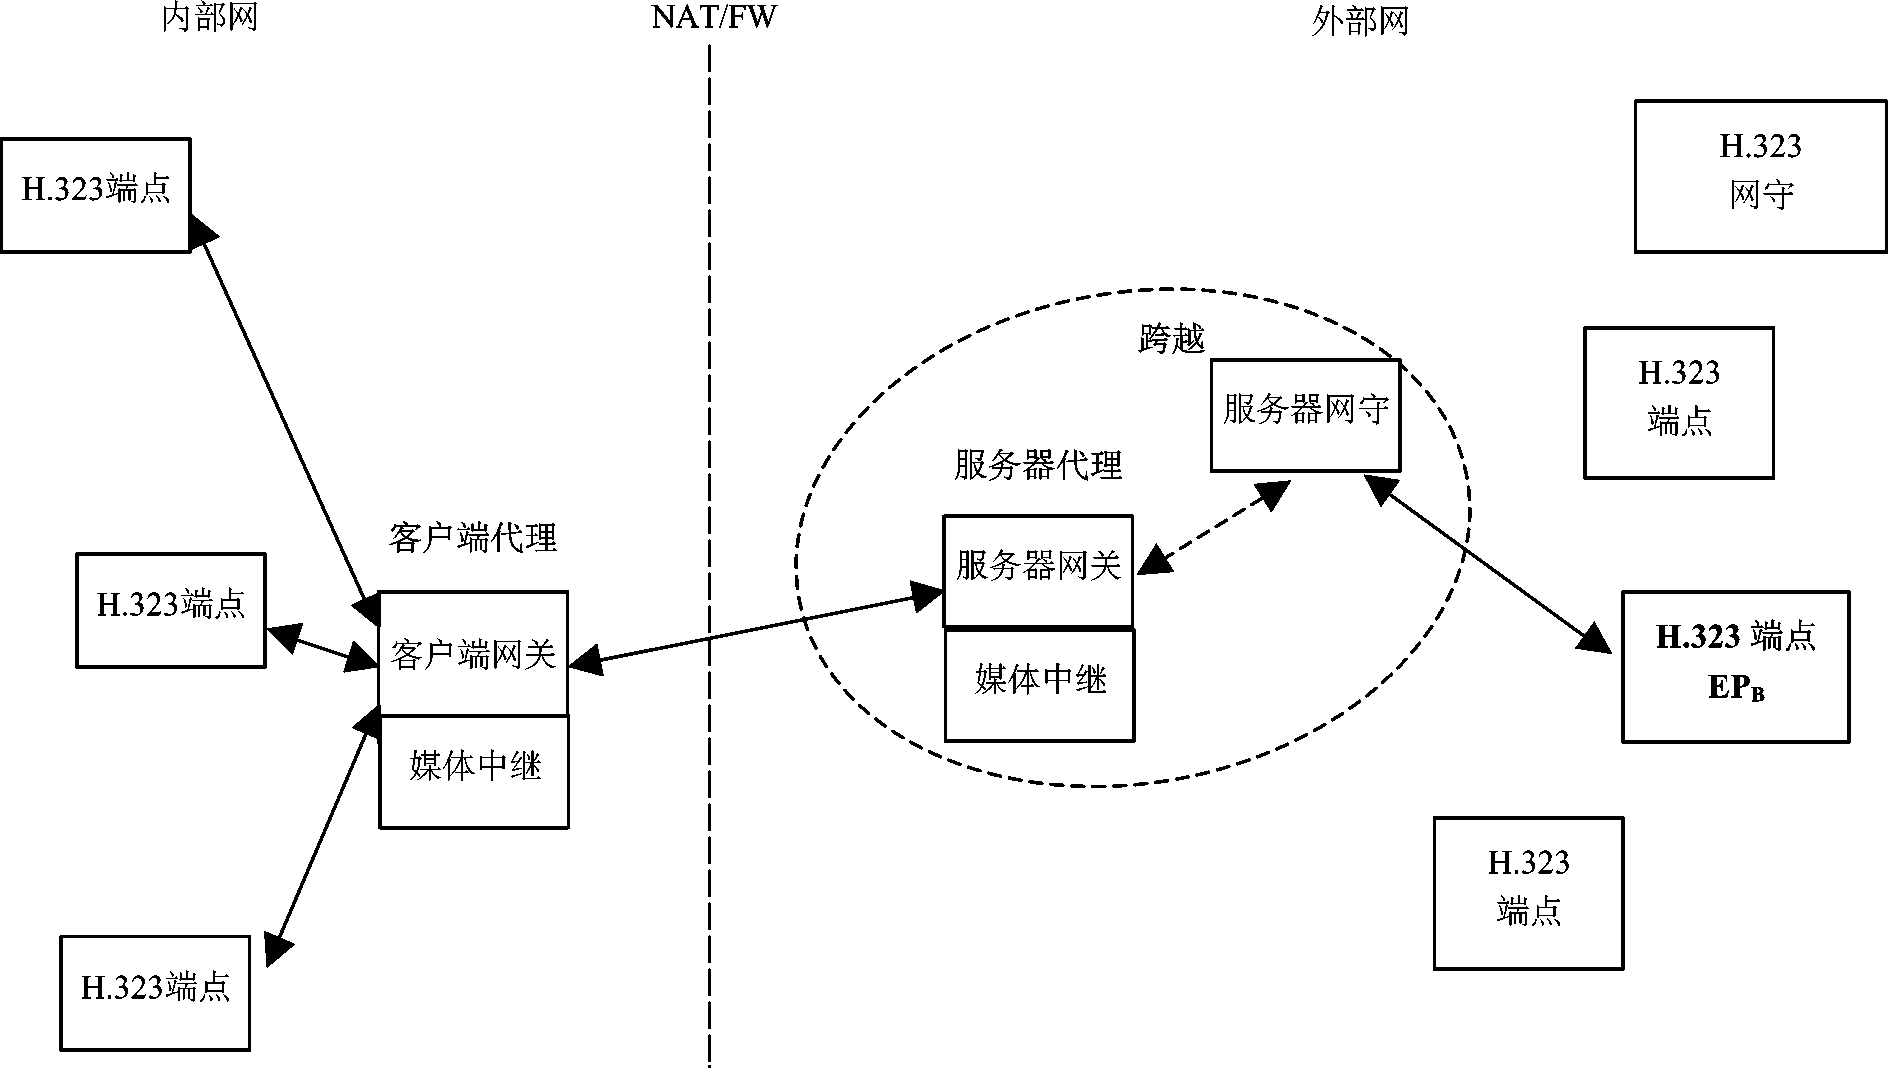 内部网
NAT/FW
外部网
H.323
网守
H.323端点
跨越
H.323
端点
服务器网守
服务器代理
客户端代理
服务器网关
H.323端点
客户端网关
H.323 端点
EPB
媒体中继
媒体中继
H.323
端点
H.323端点